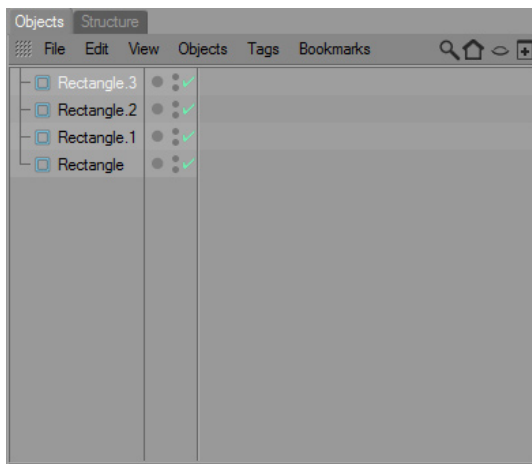 Objects Structure
File Edit View Objects Tags Bookmarks
Rectangle.3
Rectangle.2
Rectangle.1
Rectangle